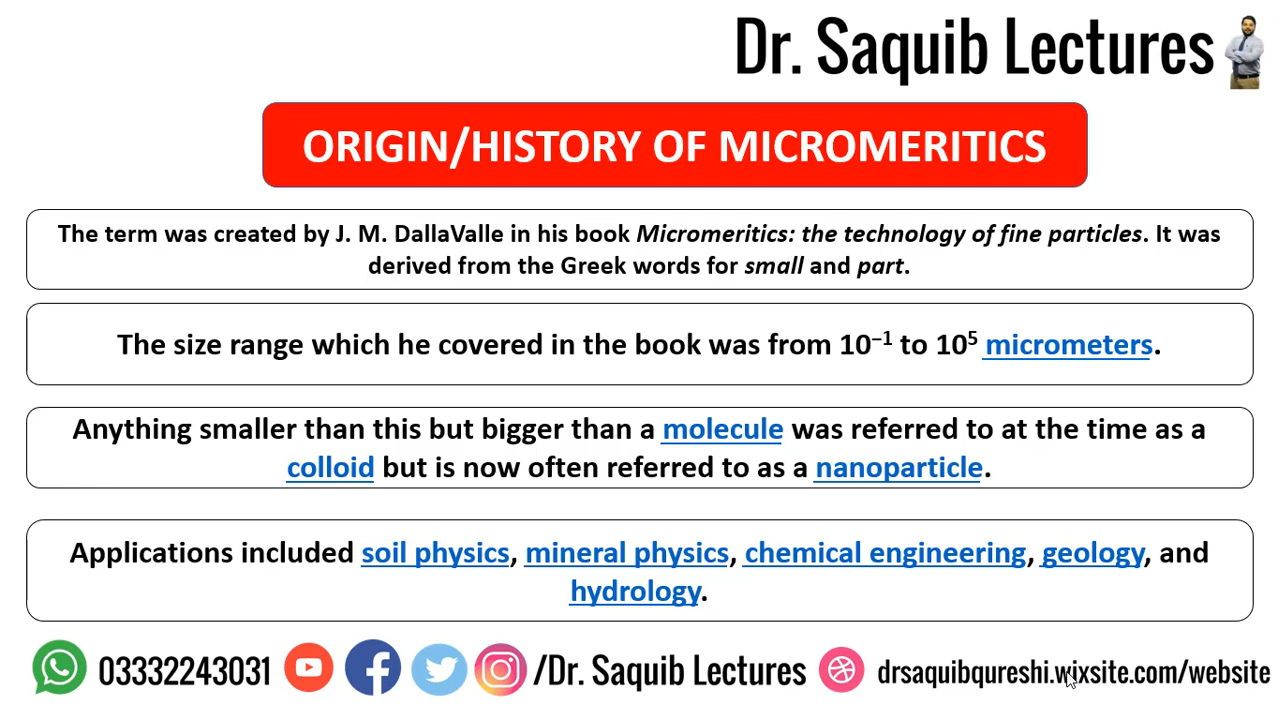 Dr. Saquib Lectures
ORIGIN/HISTORY OF MICROMERITICS
The term was created by J. M. DallaValle in his book Micromeritics: the technology of fine particles. It was
derived from the Greek words for small and part.
The size range which he covered in the book was from 10⁻¹ to 10⁵ micrometers.
Anything smaller than this but bigger than a molecule was referred to at the time as a
colloid but is now often referred to as a nanoparticle.
Applications included soil physics, mineral physics, chemical engineering, geology, and
hydrology.
03332243031 /Dr. Saquib Lectures drsaquibqureshi.wixsite.com/website